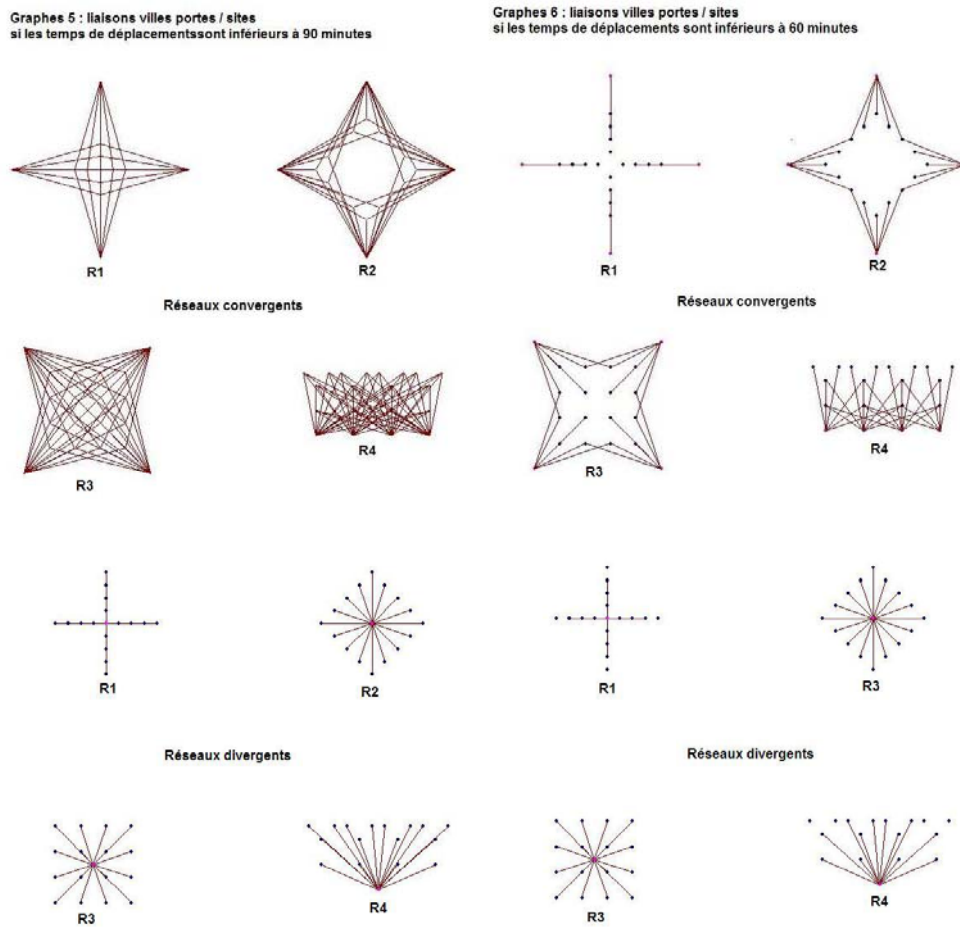 Graphes 5 : liaisons villes portes / sites
si les temps de déplacementssont inférieurs à 90 minutes
R1
R2
Réseaux convergents
R3
R4
R1
R2
Réseaux divergents
R3
R4
Graphes 6 : liaisons villes portes / sites
si les temps de déplacements sont inférieurs à 60 minutes
R1
R2
Réseaux convergents
R3
R4
R1
R3
Réseaux divergents
R3
R4